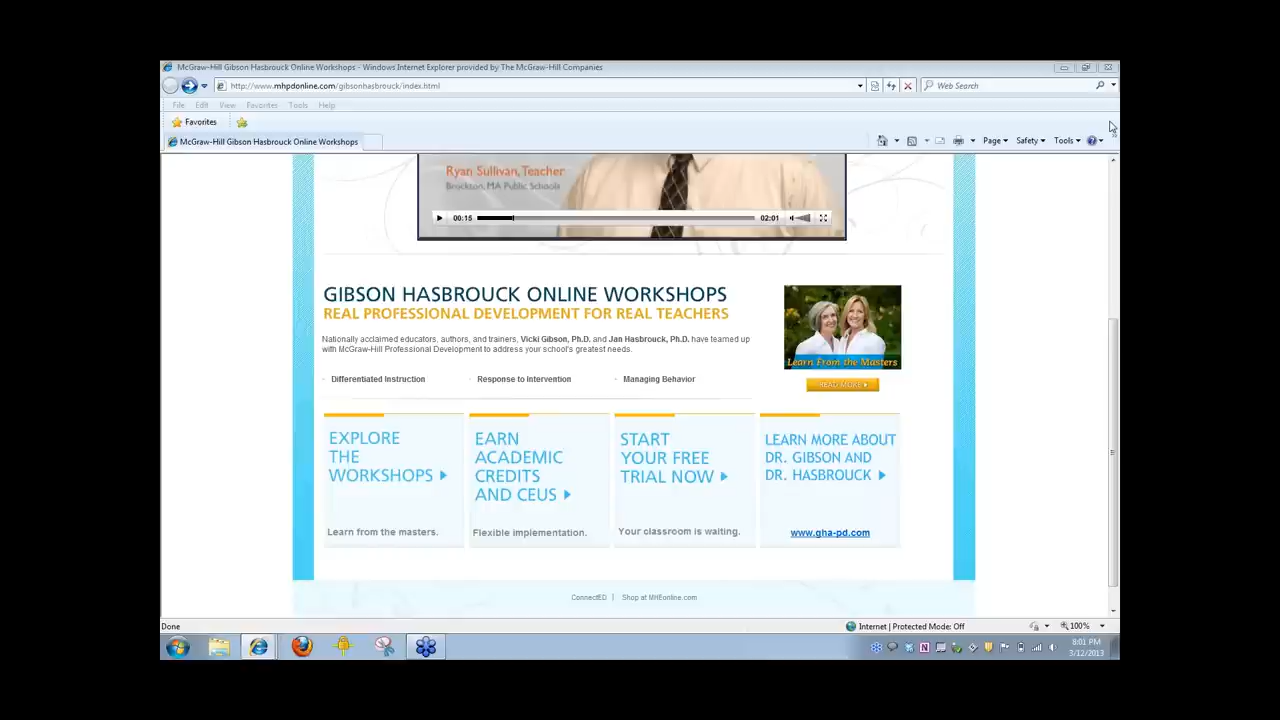 McGraw-Hill Gibson Hasbrouck Online Workshops - Windows Internet Explorer provided by The McGraw-Hill Companies
http://www.mhpdonline.com/gibsonhasbrouck/index.html
Web Search
File Edit View Favorites Tools Help
Favorites
McGraw-Hill Gibson Hasbrouck Online Workshops
Page Safety Tools
Ryan Sullivan, Teacher
Brockton, MA Public Schools
00:15 02:01
GIBSON HASBROUCK ONLINE WORKSHOPS
REAL PROFESSIONAL DEVELOPMENT FOR REAL TEACHERS
Nationally acclaimed educators, authors, and trainers, Vicki Gibson, Ph.D. and Jan Hasbrouck, Ph.D. have teamed up
with McGraw-Hill Professional Development to address your school's greatest needs.
Learn From the Masters
READ MORE
· Differentiated Instruction · Response to Intervention · Managing Behavior
EXPLORE
THE
WORKSHOPS
Learn from the masters.
EARN
ACADEMIC
CREDITS
AND CEUS
Flexible implementation.
START
YOUR FREE
TRIAL NOW
Your classroom is waiting.
LEARN MORE ABOUT
DR. GIBSON AND
DR. HASBROUCK
www.gha-pd.com
ConnectED | Shop at MHEonline.com
Done
Internet | Protected Mode: Off
100%
8:01 PM
3/12/2013